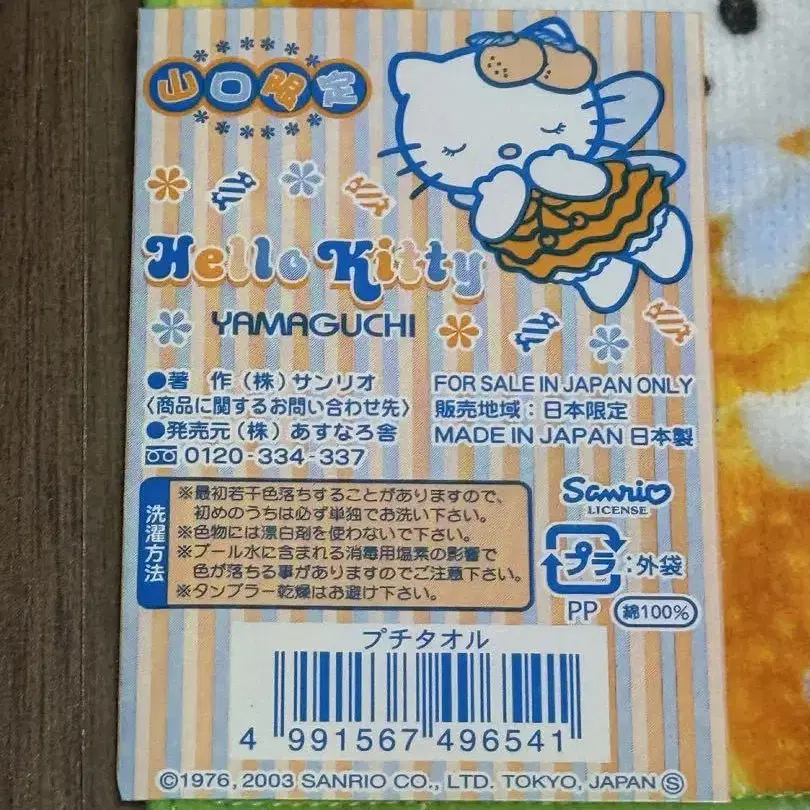 山口限定
Hello Kitty
YAMAGUCHI
●著 作(株)サンリオ
〈商品に関するお問い合わせ先〉
●発売元(株)あすなろ舎
0120-334-337
FOR SALE IN JAPAN ONLY
販売地域:日本限定
MADE IN JAPAN 日本製
洗濯方法
※最初若干色落ちすることがありますので、
初めのうちは必ず単独でお洗い下さい。
※色物には漂白剤を使わないで下さい。
※プール水に含まれる消毒用塩素の影響で
色が落ちる事がありますのでご注意下さい。
※タンブラー乾燥はお避け下さい。
Sanrio
LICENSE
プラ:外袋
PP 綿100%
プチタオル
4 991567 496541
©1976, 2003 SANRIO CO., LTD. TOKYO, JAPAN Ⓢ